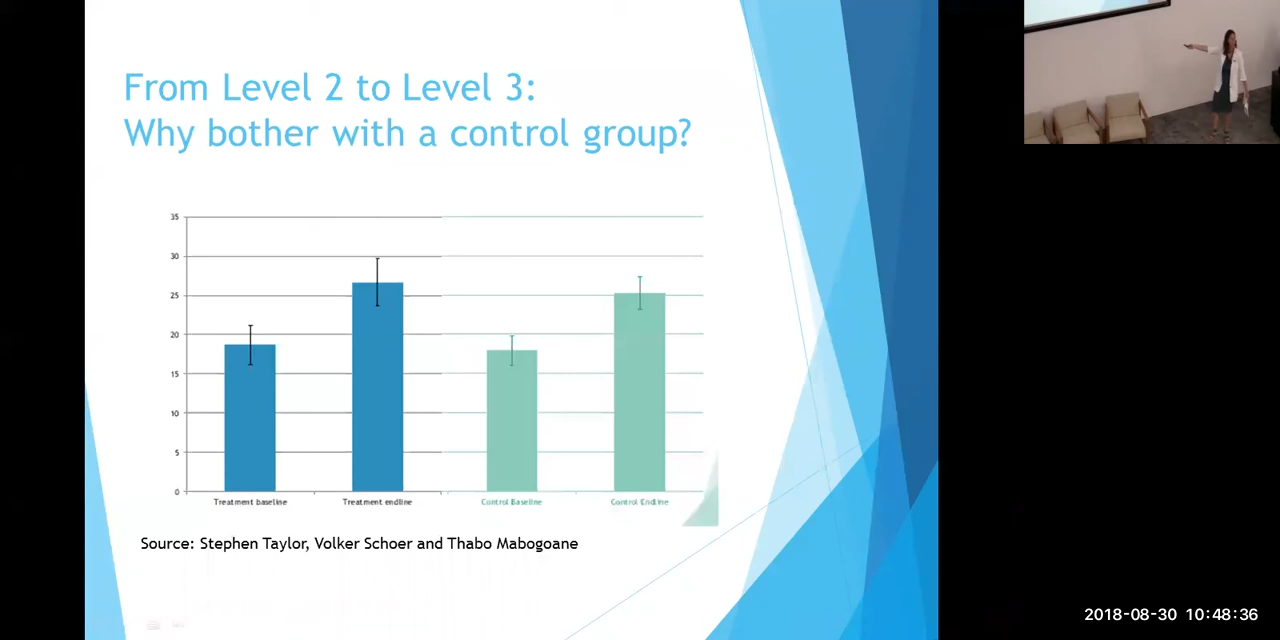 From Level 2 to Level 3:
Why bother with a control group?
35
30
25
20
15
10
5
0
Treatment baseline
Treatment endline
Control Baseline
Control Endline
Source: Stephen Taylor, Volker Schoer and Thabo Mabogoane
2018-08-30 10:48:36